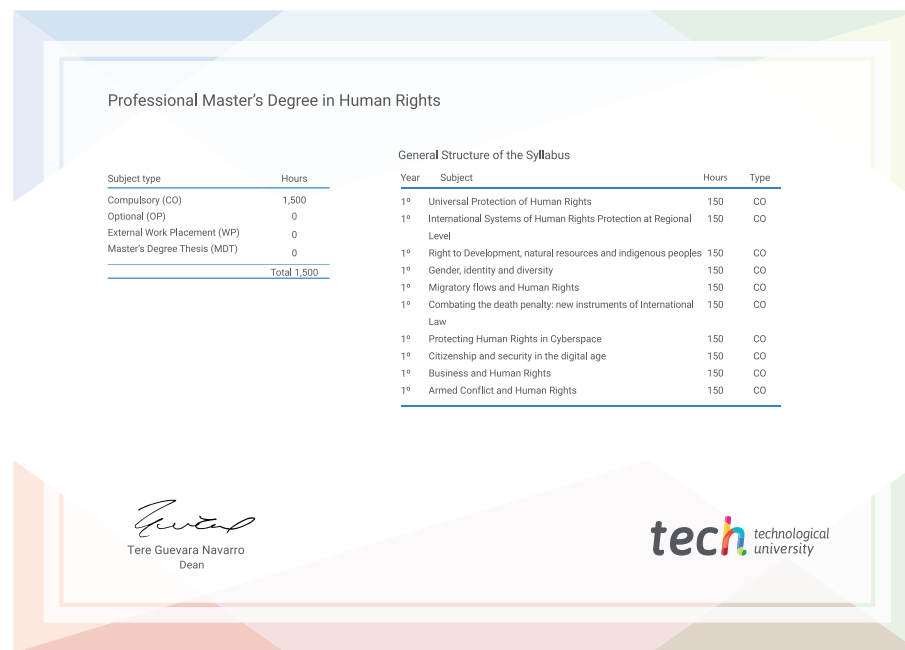 Professional Master's Degree in Human Rights
Subject type Hours
Compulsory (CO) 1,500
Optional (OP) 0
External Work Placement (WP) 0
Master's Degree Thesis (MDT) 0
Total 1,500
General Structure of the Syllabus
Year Subject Hours Type
1º Universal Protection of Human Rights 150 CO
1º International Systems of Human Rights Protection at Regional 150 CO
Level
1º Right to Development, natural resources and indigenous peoples 150 CO
1º Gender, identity and diversity 150 CO
1º Migratory flows and Human Rights 150 CO
1º Combating the death penalty: new instruments of International 150 CO
Law
1º Protecting Human Rights in Cyberspace 150 CO
1º Citizenship and security in the digital age 150 CO
1º Business and Human Rights 150 CO
1º Armed Conflict and Human Rights 150 CO
Tere Guevara Navarro
Dean
tech technological
university